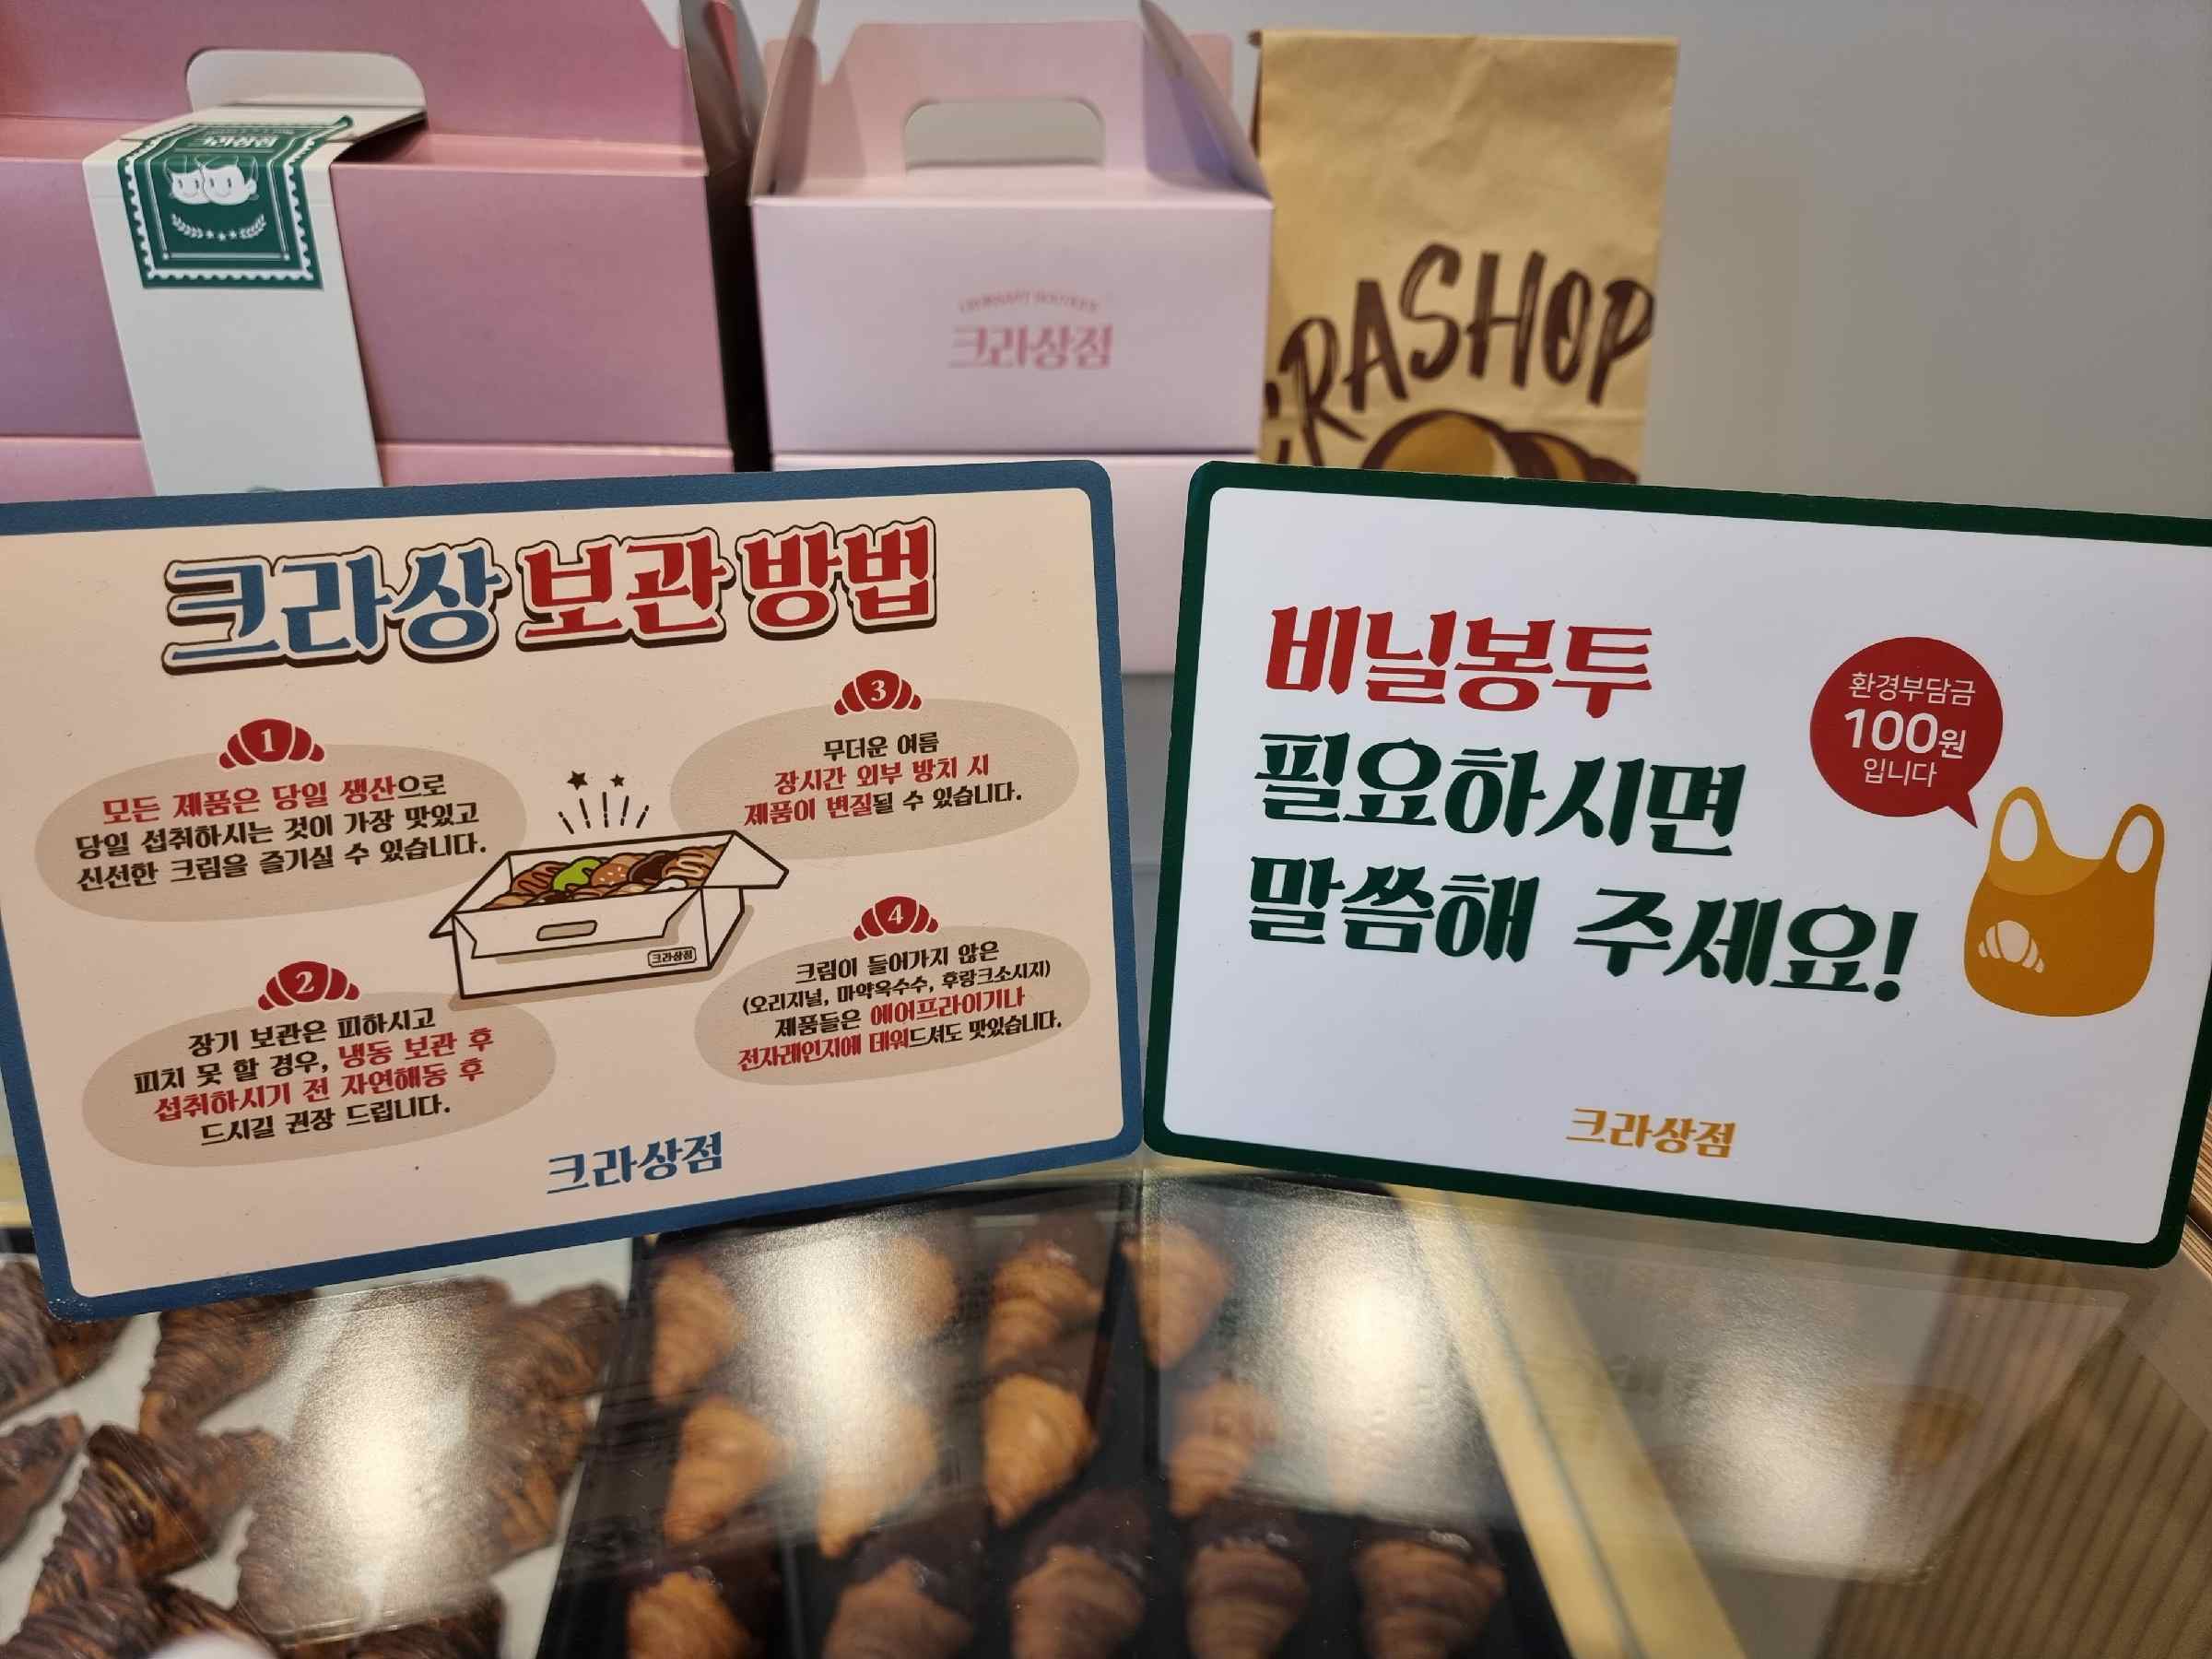 크라상점
크라상점
RASHOP
크라상 보관 방법
1
모든 제품은 당일 생산으로
당일 섭취하시는 것이 가장 맛있고
신선한 크림을 즐기실 수 있습니다.
2
장기 보관은 피하시고
피치 못 할 경우, 냉동 보관 후
섭취하시기 전 자연해동 후
드시길 권장 드립니다.
3
무더운 여름
장시간 외부 방치 시
제품이 변질될 수 있습니다.
4
크림이 들어가지 않은
(오리지널, 마약옥수수, 후랑크소시지)
제품들은 에어프라이기나
전자레인지에 데워드셔도 맛있습니다.
크라상점
크라상점
비닐봉투
필요하시면
말씀해 주세요!
환경부담금
100원
입니다
크라상점